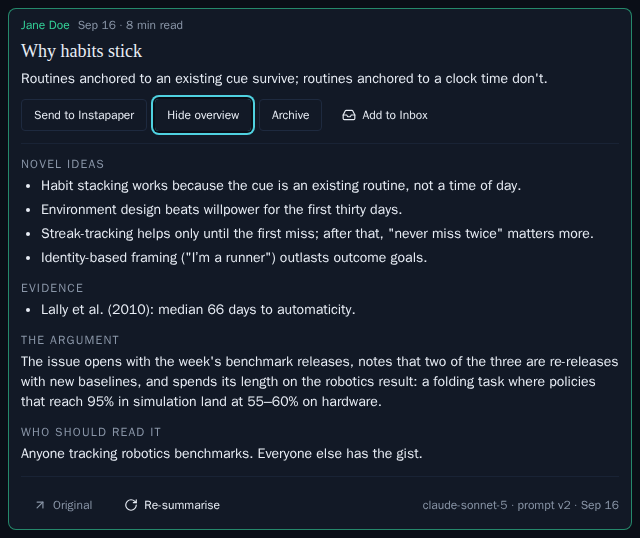 Jane Doe Sep 16 · 8 min read
Why habits stick
Routines anchored to an existing cue survive; routines anchored to a clock time don't.
Send to Instapaper Hide overview Archive Add to Inbox
NOVEL IDEAS
• Habit stacking works because the cue is an existing routine, not a time of day.
• Environment design beats willpower for the first thirty days.
• Streak-tracking helps only until the first miss; after that, "never miss twice" matters more.
• Identity-based framing ("I'm a runner") outlasts outcome goals.
EVIDENCE
• Lally et al. (2010): median 66 days to automaticity.
THE ARGUMENT
The issue opens with the week's benchmark releases, notes that two of the three are re-releases
with new baselines, and spends its length on the robotics result: a folding task where policies
that reach 95% in simulation land at 55–60% on hardware.
WHO SHOULD READ IT
Anyone tracking robotics benchmarks. Everyone else has the gist.
Original Re-summarise claude-sonnet-5 · prompt v2 · Sep 16